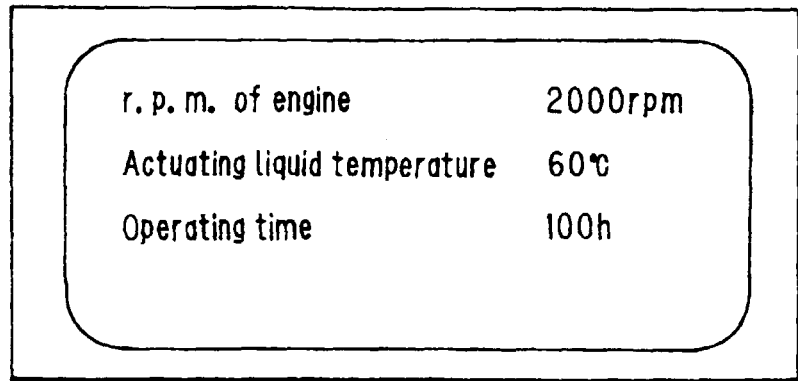 r. p. m. of engine 2000rpm
Actuating liquid temperature 60℃
Operating time 100h